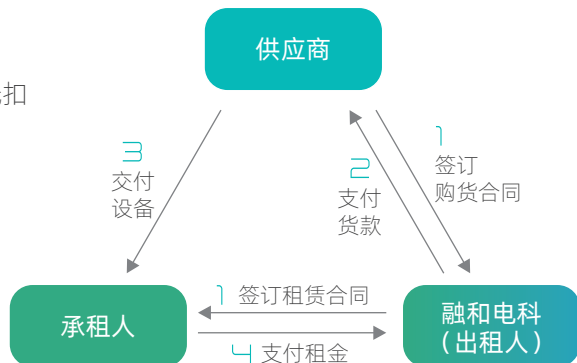 供应商
扣
3
交付
设备
2
支付
货款
1
签订
购货合同
1 签订租赁合同
承租人
4 支付租金
融和电科
（出租人）